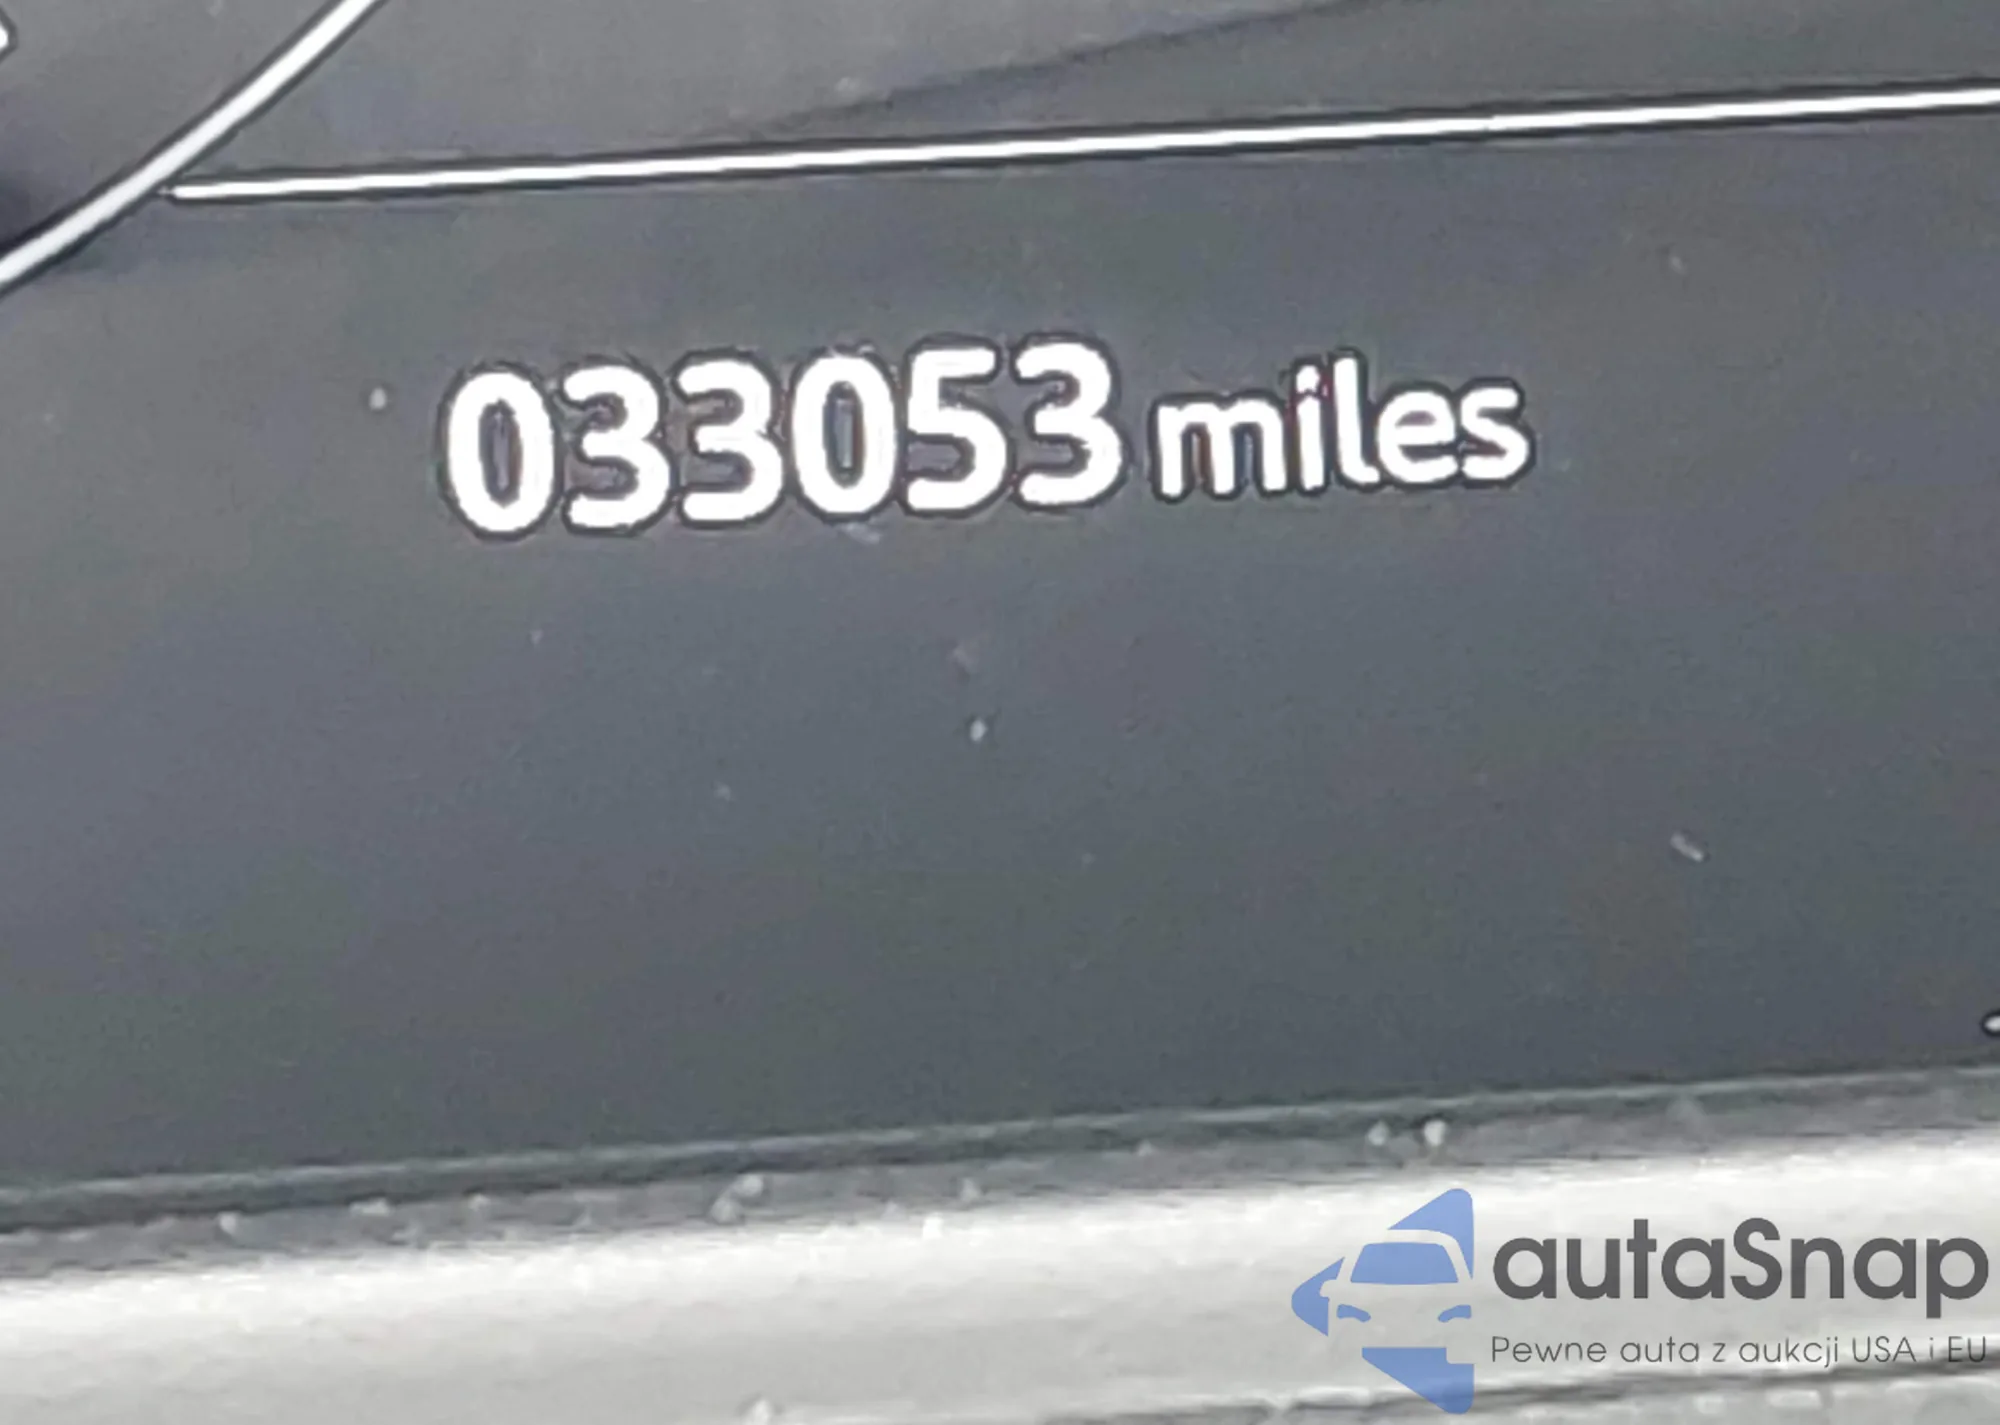 033053 miles
autaSnap
Pewne auta z aukcji USA i EU